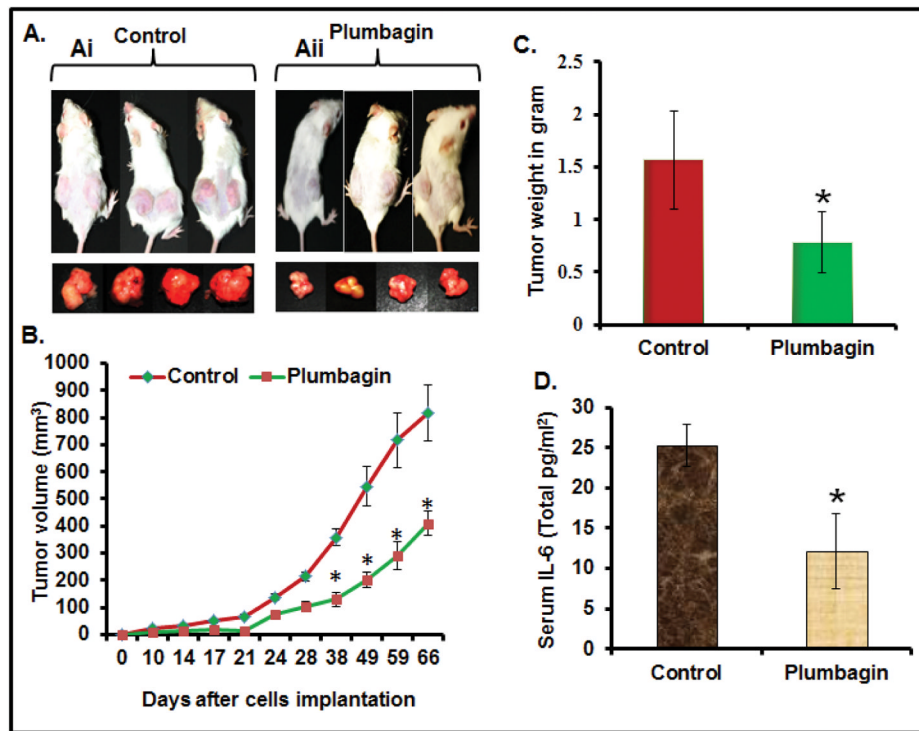 A.
Control
Plumbagin
Ai
Aii
B.
1000
900
800
700
600
500
400
300
200
100
0
Tumor volume (mm³)
Control
Plumbagin
*
*
*
*
0 10 14 17 21 24 28 38 49 59 66
Days after cells implantation
C.
2.5
2
1.5
1
0.5
0
Tumor weight in gram
*
Control Plumbagin
D.
30
25
20
15
10
5
0
Serum IL-6 (Total pg/ml²)
*
Control Plumbagin